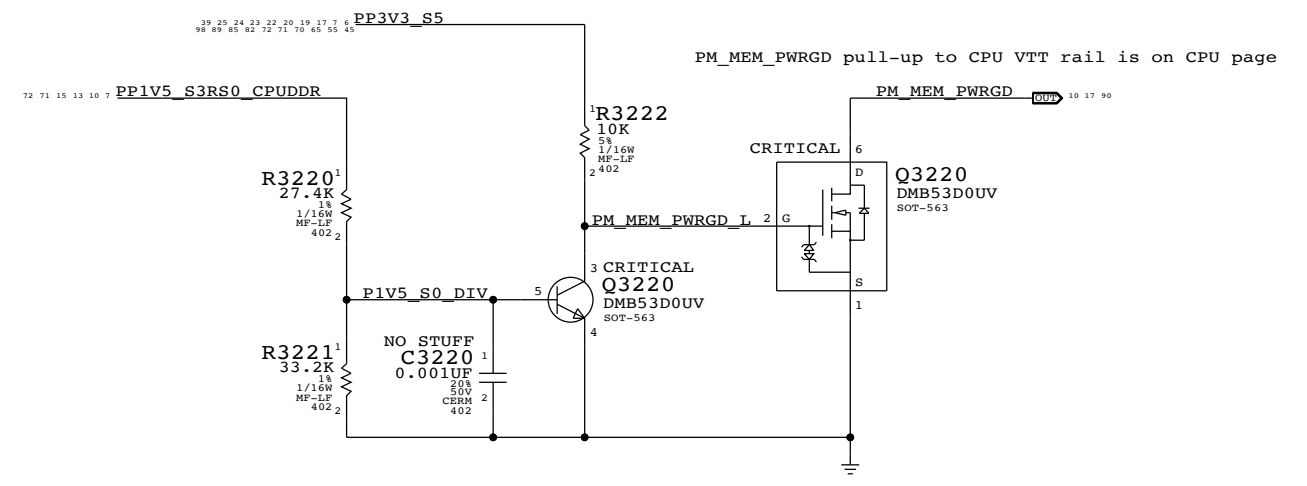 39 25 24 23 22 20 19 17 7 6
98 89 85 82 72 71 70 65 55 45
PP3V3_S5
PM_MEM_PWRGD pull-up to CPU VTT rail is on CPU page
72 71 15 13 10 7
PP1V5_S3RS0_CPUDDR
PM_MEM_PWRGD
OUT
10 17 90
1
R3222
10K
5%
1/16W
MF-LF
402
2
CRITICAL
6
D
Q3220
DMB53D0UV
SOT-563
R3220
1
27.4K
1%
1/16W
MF-LF
402
2
PM_MEM_PWRGD_L
2
G
S
1
3
CRITICAL
Q3220
DMB53D0UV
SOT-563
P1V5_S0_DIV
5
4
R3221
1
33.2K
1%
1/16W
MF-LF
402
2
NO STUFF
C3220
1
0.001UF
20%
50V
CERM
402
2